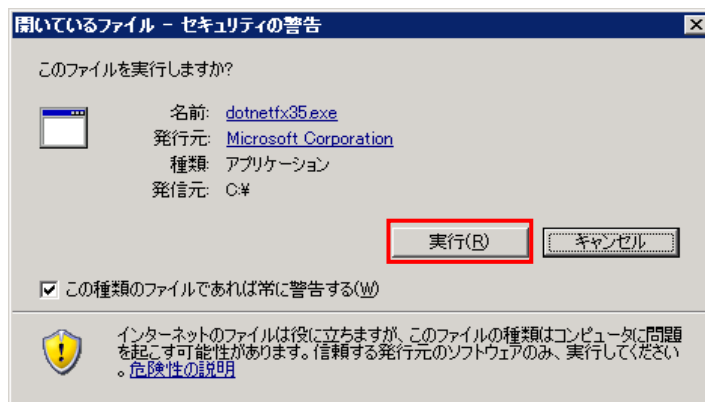 開いているファイル - セキュリティの警告
このファイルを実行しますか?
名前: dotnetfx35.exe
発行元: Microsoft Corporation
種類: アプリケーション
発信元: C:¥
実行(R) キャンセル
この種類のファイルであれば常に警告する(W)
インターネットのファイルは役に立ちますが、このファイルの種類はコンピュータに問題
を起こす可能性があります。信頼する発行元のソフトウェアのみ、実行してください
。危険性の説明